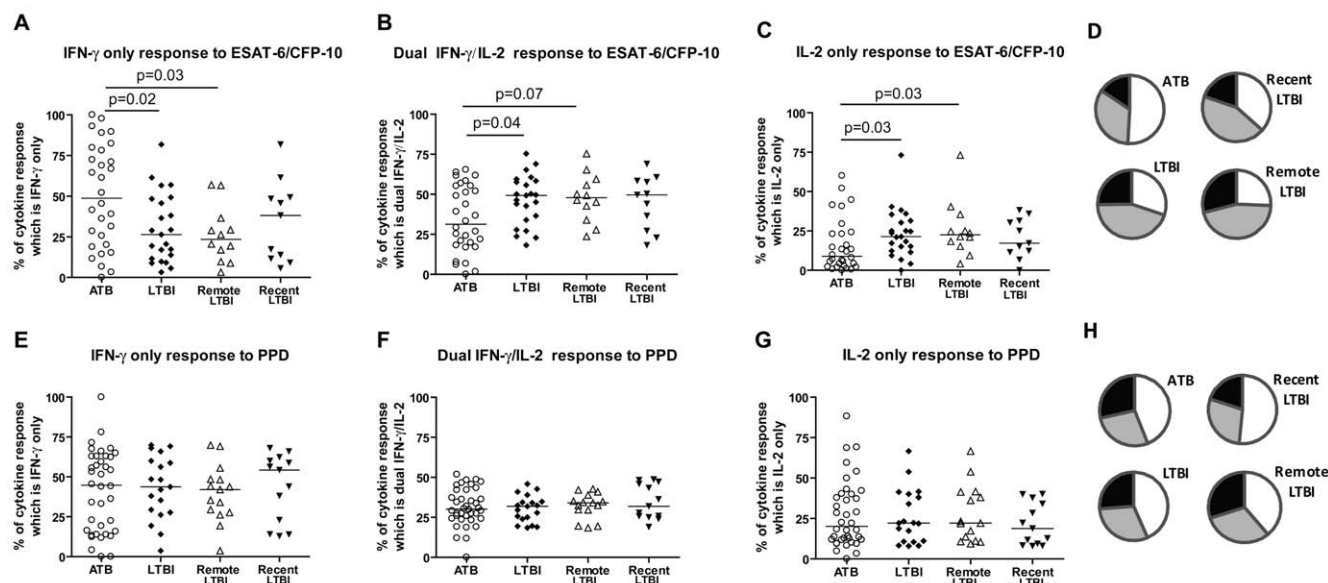 A
IFN-γ only response to ESAT-6/CFP-10
p=0.03
p=0.02
% of cytokine response
which is IFN-γ only
100
75
50
25
0
ATB
LTBI
Remote
LTBI
Recent
LTBI
B
Dual IFN-γ/IL-2 response to ESAT-6/CFP-10
p=0.07
p=0.04
% of cytokine response
which is dual IFN-γ/IL-2
100
75
50
25
0
ATB
LTBI
Remote
LTBI
Recent
LTBI
C
IL-2 only response to ESAT-6/CFP-10
p=0.03
p=0.03
% of cytokine response
which is IL-2 only
100
75
50
25
0
ATB
LTBI
Remote
LTBI
Recent
LTBI
D
ATB
Recent
LTBI
LTBI
Remote
LTBI
E
IFN-γ only response to PPD
% of cytokine response
which is IFN-γ only
100
75
50
25
0
ATB
LTBI
Remote
LTBI
Recent
LTBI
F
Dual IFN-γ/IL-2 response to PPD
% of cytokine response
which is dual IFN-γ/IL-2
100
75
50
25
0
ATB
LTBI
Remote
LTBI
Recent
LTBI
G
IL-2 only response to PPD
% of cytokine response
which is IL-2 only
100
75
50
25
0
ATB
LTBI
Remote
LTBI
Recent
LTBI
H
ATB
Recent
LTBI
LTBI
Remote
LTBI